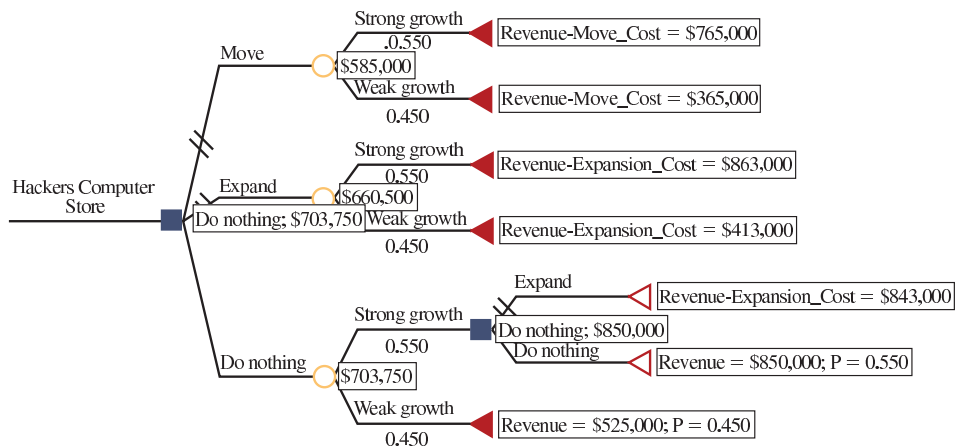 Strong growth
.0.550
Revenue-Move_Cost = $765,000
Move
$585,000
Weak growth
0.450
Revenue-Move_Cost = $365,000
Strong growth
0.550
Revenue-Expansion_Cost = $863,000
Hackers Computer
Store
Expand
$660,500
Do nothing; $703,750
Weak growth
0.450
Revenue-Expansion_Cost = $413,000
Expand
Revenue-Expansion_Cost = $843,000
Strong growth
0.550
Do nothing; $850,000
Do nothing
Revenue = $850,000; P = 0.550
Do nothing
$703,750
Weak growth
0.450
Revenue = $525,000; P = 0.450